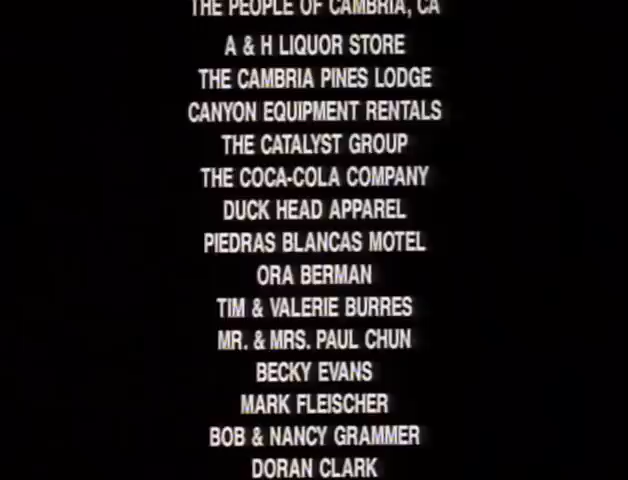 THE PEOPLE OF CAMBRIA, CA
A & H LIQUOR STORE
THE CAMBRIA PINES LODGE
CANYON EQUIPMENT RENTALS
THE CATALYST GROUP
THE COCA-COLA COMPANY
DUCK HEAD APPAREL
PIEDRAS BLANCAS MOTEL
ORA BERMAN
TIM & VALERIE BURRES
MR. & MRS. PAUL CHUN
BECKY EVANS
MARK FLEISCHER
BOB & NANCY GRAMMER
DORAN CLARK